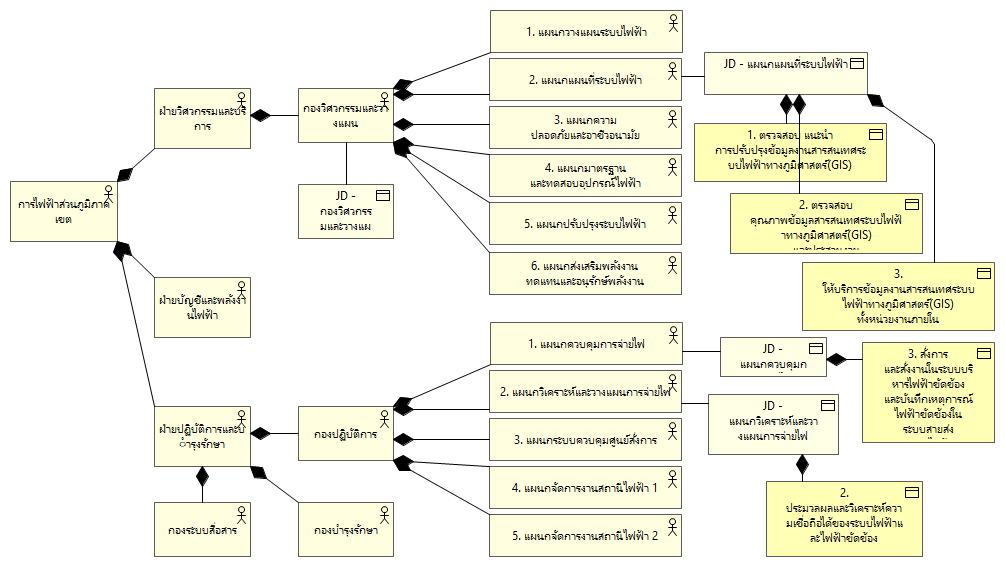 1. แผนกวางแผนระบบไฟฟ้า
2. แผนกแผนที่ระบบไฟฟ้า
JD - แผนกแผนที่ระบบไฟฟ้า
ฝ่ายวิศวกรรมและบริ
การ
กองวิศวกรรมและวา
งแผน
3. แผนกความ
ปลอดภัยและอาชีวอนามัย
1. ตรวจสอบ แนะนำ
การปรับปรุงข้อมูลงานสารสนเทศระ
บบไฟฟ้าทางภูมิศาสตร์(GIS)
4. แผนกมาตรฐาน
และทดสอบอุปกรณ์ไฟฟ้า
การไฟฟ้าส่วนภูมิภาค
เขต
JD -
กองวิศวกรร
มและวางแผ
5. แผนกปรับปรุงระบบไฟฟ้า
2. ตรวจสอบ
คุณภาพข้อมูลสารสนเทศระบบไฟฟ้
าทางภูมิศาสตร์(GIS)
และประสานงาน
6. แผนกส่งเสริมพลังงาน
ทดแทนและอนุรักษ์พลังงาน
3.
ให้บริการข้อมูลงานสารสนเทศระบบ
ไฟฟ้าทางภูมิศาสตร์(GIS)
ทั้งหน่วยงานภายใน
ฝ่ายบัญชีและพลังงา
นไฟฟ้า
1. แผนกควบคุมการจ่ายไฟ
JD -
แผนกควบคุมก
3. สั่งการ
และสั่งงานในระบบบริ
หารไฟฟ้าขัดข้อง
และบันทึกเหตุการณ์
ไฟฟ้าขัดข้องใน
ระบบสายส่ง
2. แผนกวิเคราะห์และวางแผนการจ่ายไฟ
JD -
แผนกวิเคราะห์และวา
งแผนการจ่ายไฟ
ฝ่ายปฏิบัติการและบ
ำรุงรักษา
กองปฏิบัติการ
3. แผนกระบบควบคุมศูนย์สั่งการ
4. แผนกจัดการงานสถานีไฟฟ้า 1
2.
ประมวลผลและวิเคราะห์ควา
มเชื่อถือได้ของระบบไฟฟ้าแ
ละไฟฟ้าขัดข้อง
กองระบบสื่อสาร
กองบำรุงรักษา
5. แผนกจัดการงานสถานีไฟฟ้า 2